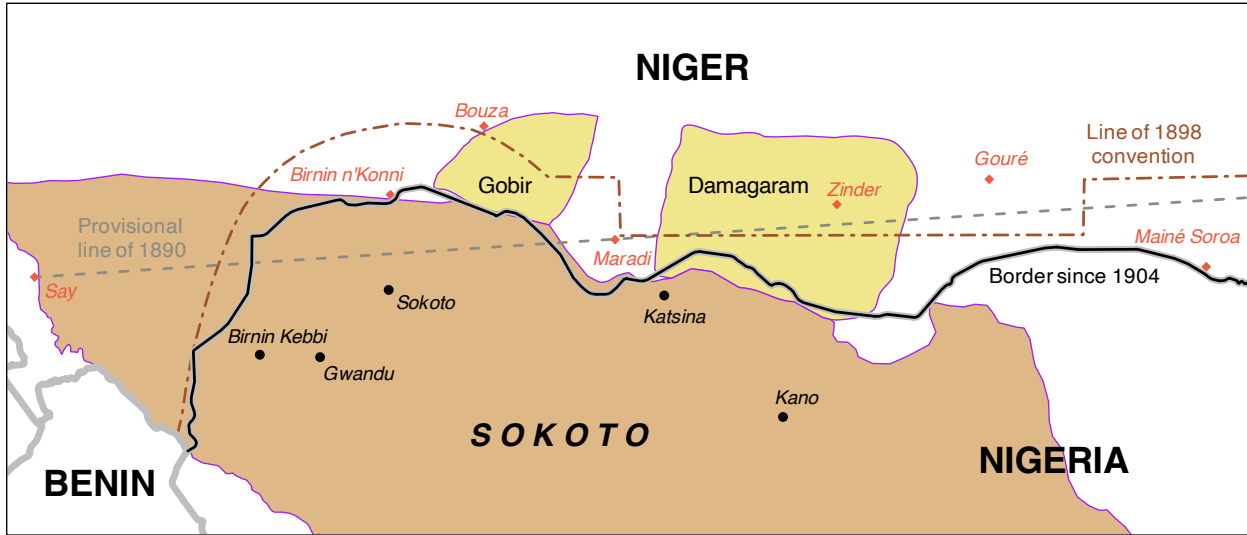 NIGER
Bouza
Line of 1898
convention
Gouré
Birnin n'Konni
Gobir
Damagaram
Zinder
Provisional
line of 1890
Maradi
Mainé Soroa
Say
Border since 1904
Sokoto
Katsina
Birnin Kebbi
Gwandu
Kano
SOKOTO
NIGERIA
BENIN